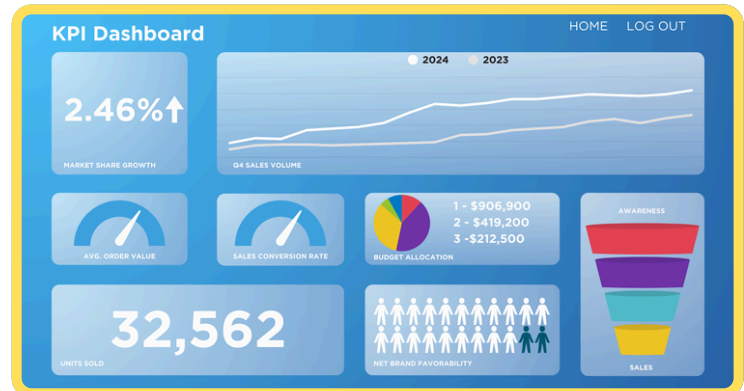 KPI Dashboard
HOME LOG OUT
2.46%
MARKET SHARE GROWTH
2024 2023
Q4 SALES VOLUME
AVG. ORDER VALUE
SALES CONVERSION RATE
1 - $906,900
2 - $419,200
3 -$212,500
BUDGET ALLOCATION
AWARENESS
SALES
32,562
UNITS SOLD
NET BRAND FAVORABILITY